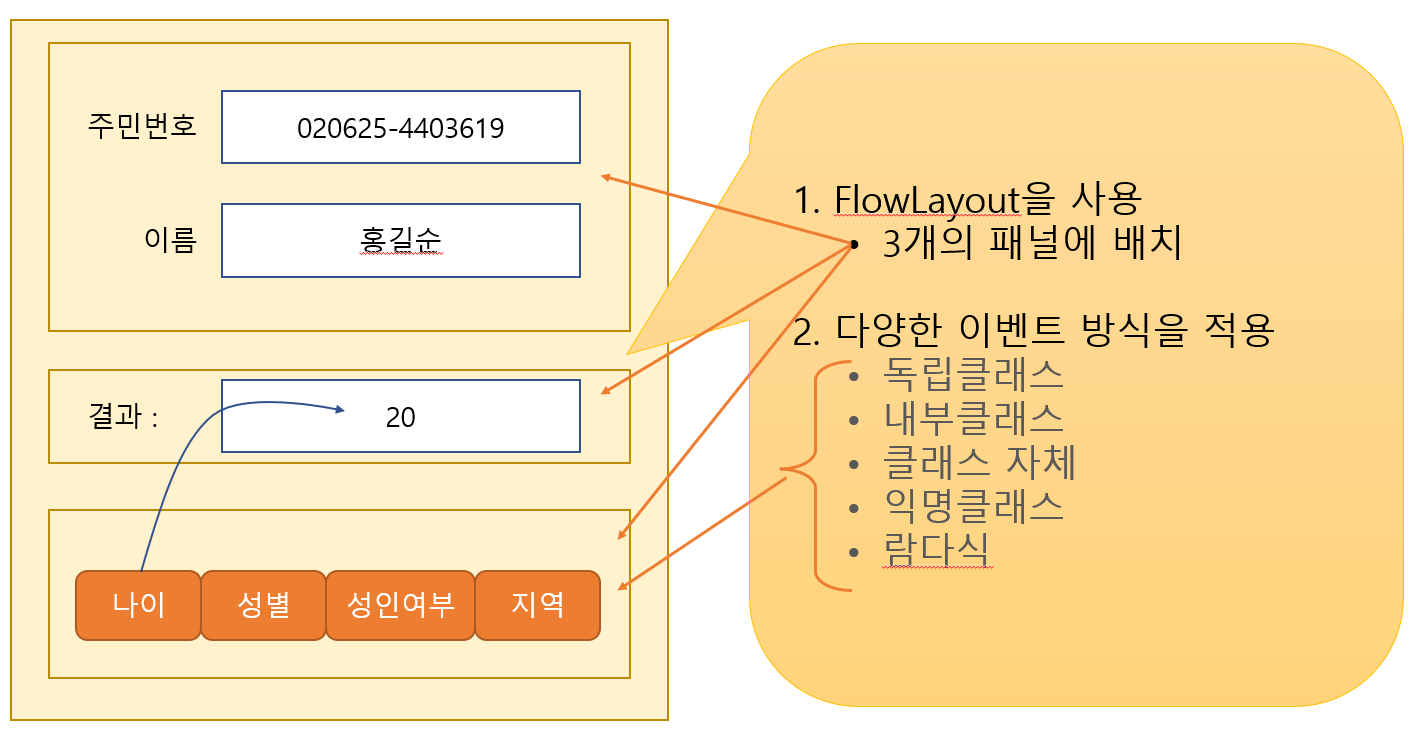 주민번호 020625-4403619
이름 홍길순
결과 : 20
나이 성별 성인여부 지역
1. FlowLayout을 사용
• 3개의 패널에 배치
2. 다양한 이벤트 방식을 적용
• 독립클래스
• 내부클래스
• 클래스 자체
• 익명클래스
• 람다식